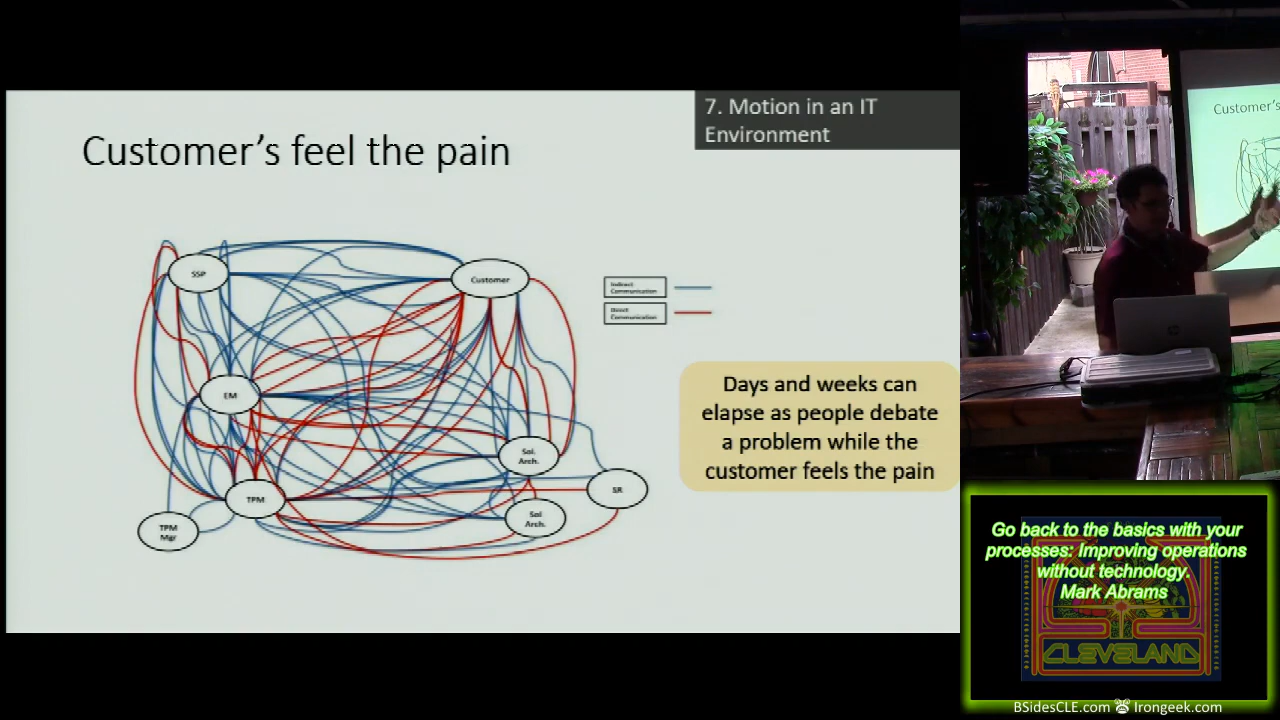 7. Motion in an IT
Environment
Customer's feel the pain
SSP
Customer
Indirect
Communication
Direct
Communication
EM
Days and weeks can
elapse as people debate
a problem while the
customer feels the pain
Sol.
Arch.
SR
TPM
Sol
Arch.
TPM
Mgr
Customer's
Go back to the basics with your
processes: Improving operations
without technology.
Mark Abrams
CLEVELAND
BSidesCLE.com Irongeek.com